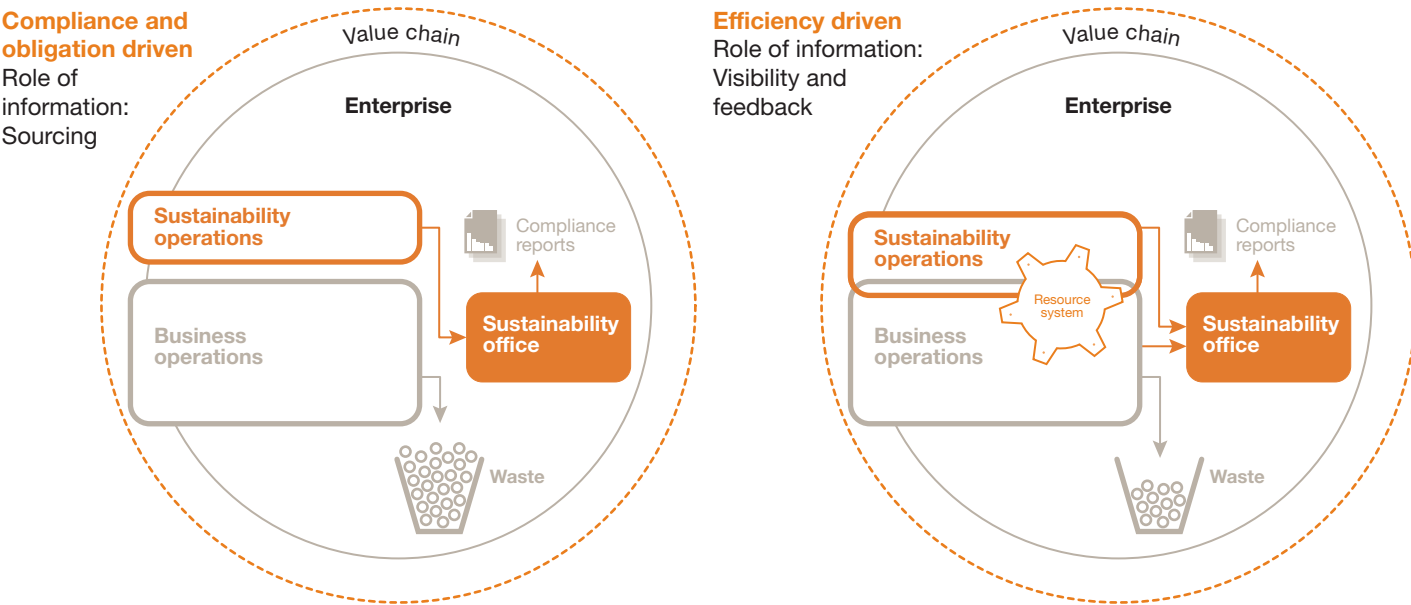 Compliance and
obligation driven
Role of
information:
Sourcing
Value chain
Enterprise
Sustainability
operations
Compliance
reports
Business
operations
Sustainability
office
Waste
Efficiency driven
Role of information:
Visibility and
feedback
Value chain
Enterprise
Sustainability
operations
Compliance
reports
Resource
system
Business
operations
Sustainability
office
Waste